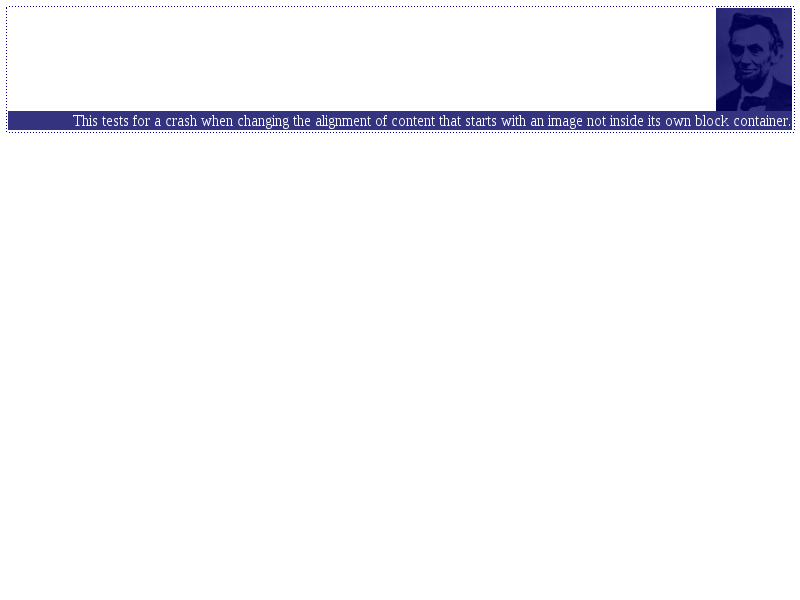 This tests for a crash when changing the alignment of content that starts with an image not inside its own block container.